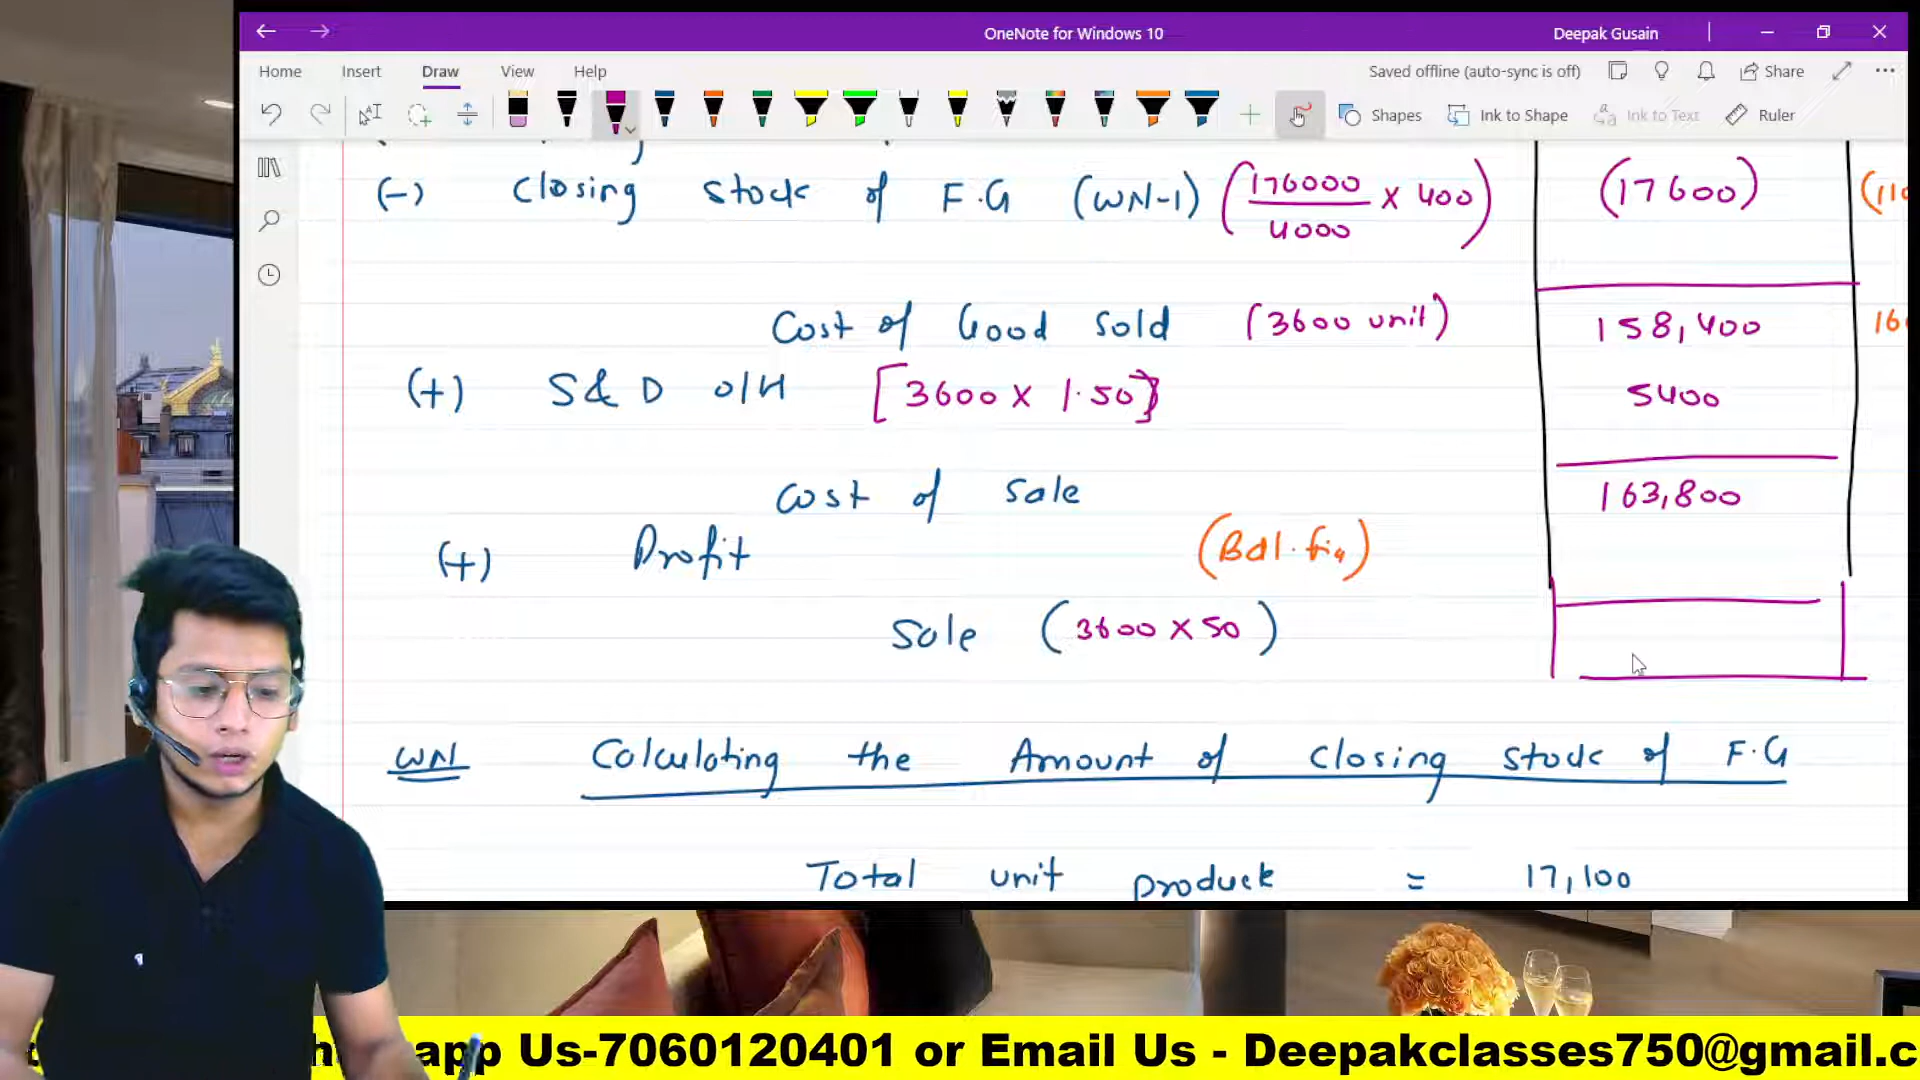 OneNote for Windows 10
Deepak Gusain
Home Insert Draw View Help
Saved offline (auto-sync is off) Share
Shapes Ink to Shape Ink to Text Ruler
(-) Closing stock of F.G (WN-1) (176000/4000 × 400) (17600)
Cost of Good Sold (3600 unit) 158,400
(+) S& D o/H [3600 × 1.50] 5400
Cost of Sale 163,800
(+) Profit (Bal. fig)
Sale (3600 × 50)
WN Calculating the Amount of Closing Stock of F.G
Total unit = 17,100
app Us-7060120401 or Email Us - Deepakclasses750@gmail.c